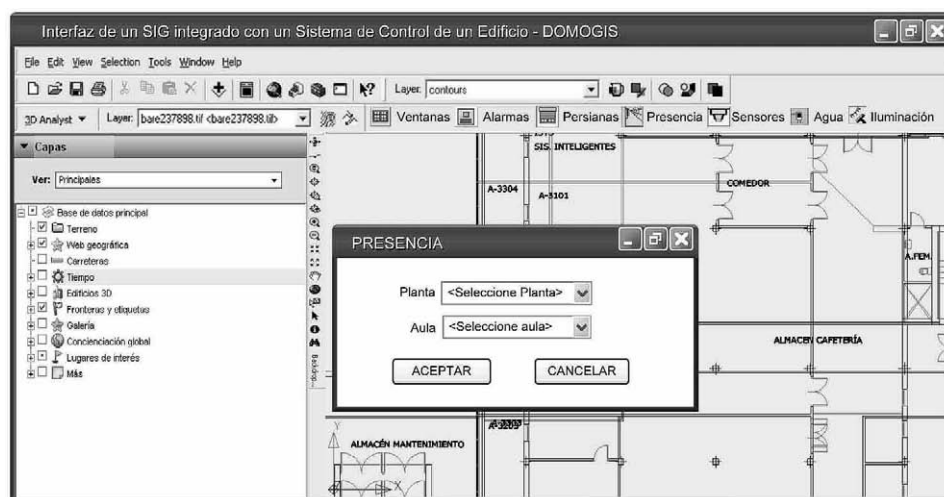 Interfaz de un SIG integrado con un Sistema de Control de un Edificio - DOMOGIS
File Edit View Selection Tools Window Help
Layer: contours
3D Analyst Layer: bare237898.tif <bare237898.tib>
Ventanas Alarmas Persianas Presencia Sensores Agua Iluminación
Capas
Ver: Principales
Base de datos principal
Terreno
Web geográfica
Carreteras
Tiempo
Edificios 3D
Fronteras y etiquetas
Galería
Concienciación global
Lugares de interés
Más
SIS. INTELIGENTES
A-3304
A-3101
COMEDOR
A.FEM.
PRESENCIA
Planta <Seleccione Planta>
Aula <Seleccione aula>
ACEPTAR CANCELAR
ALMACEN CAFETERÍA
ALMACÉN MANTENIMIENTO
Y
X